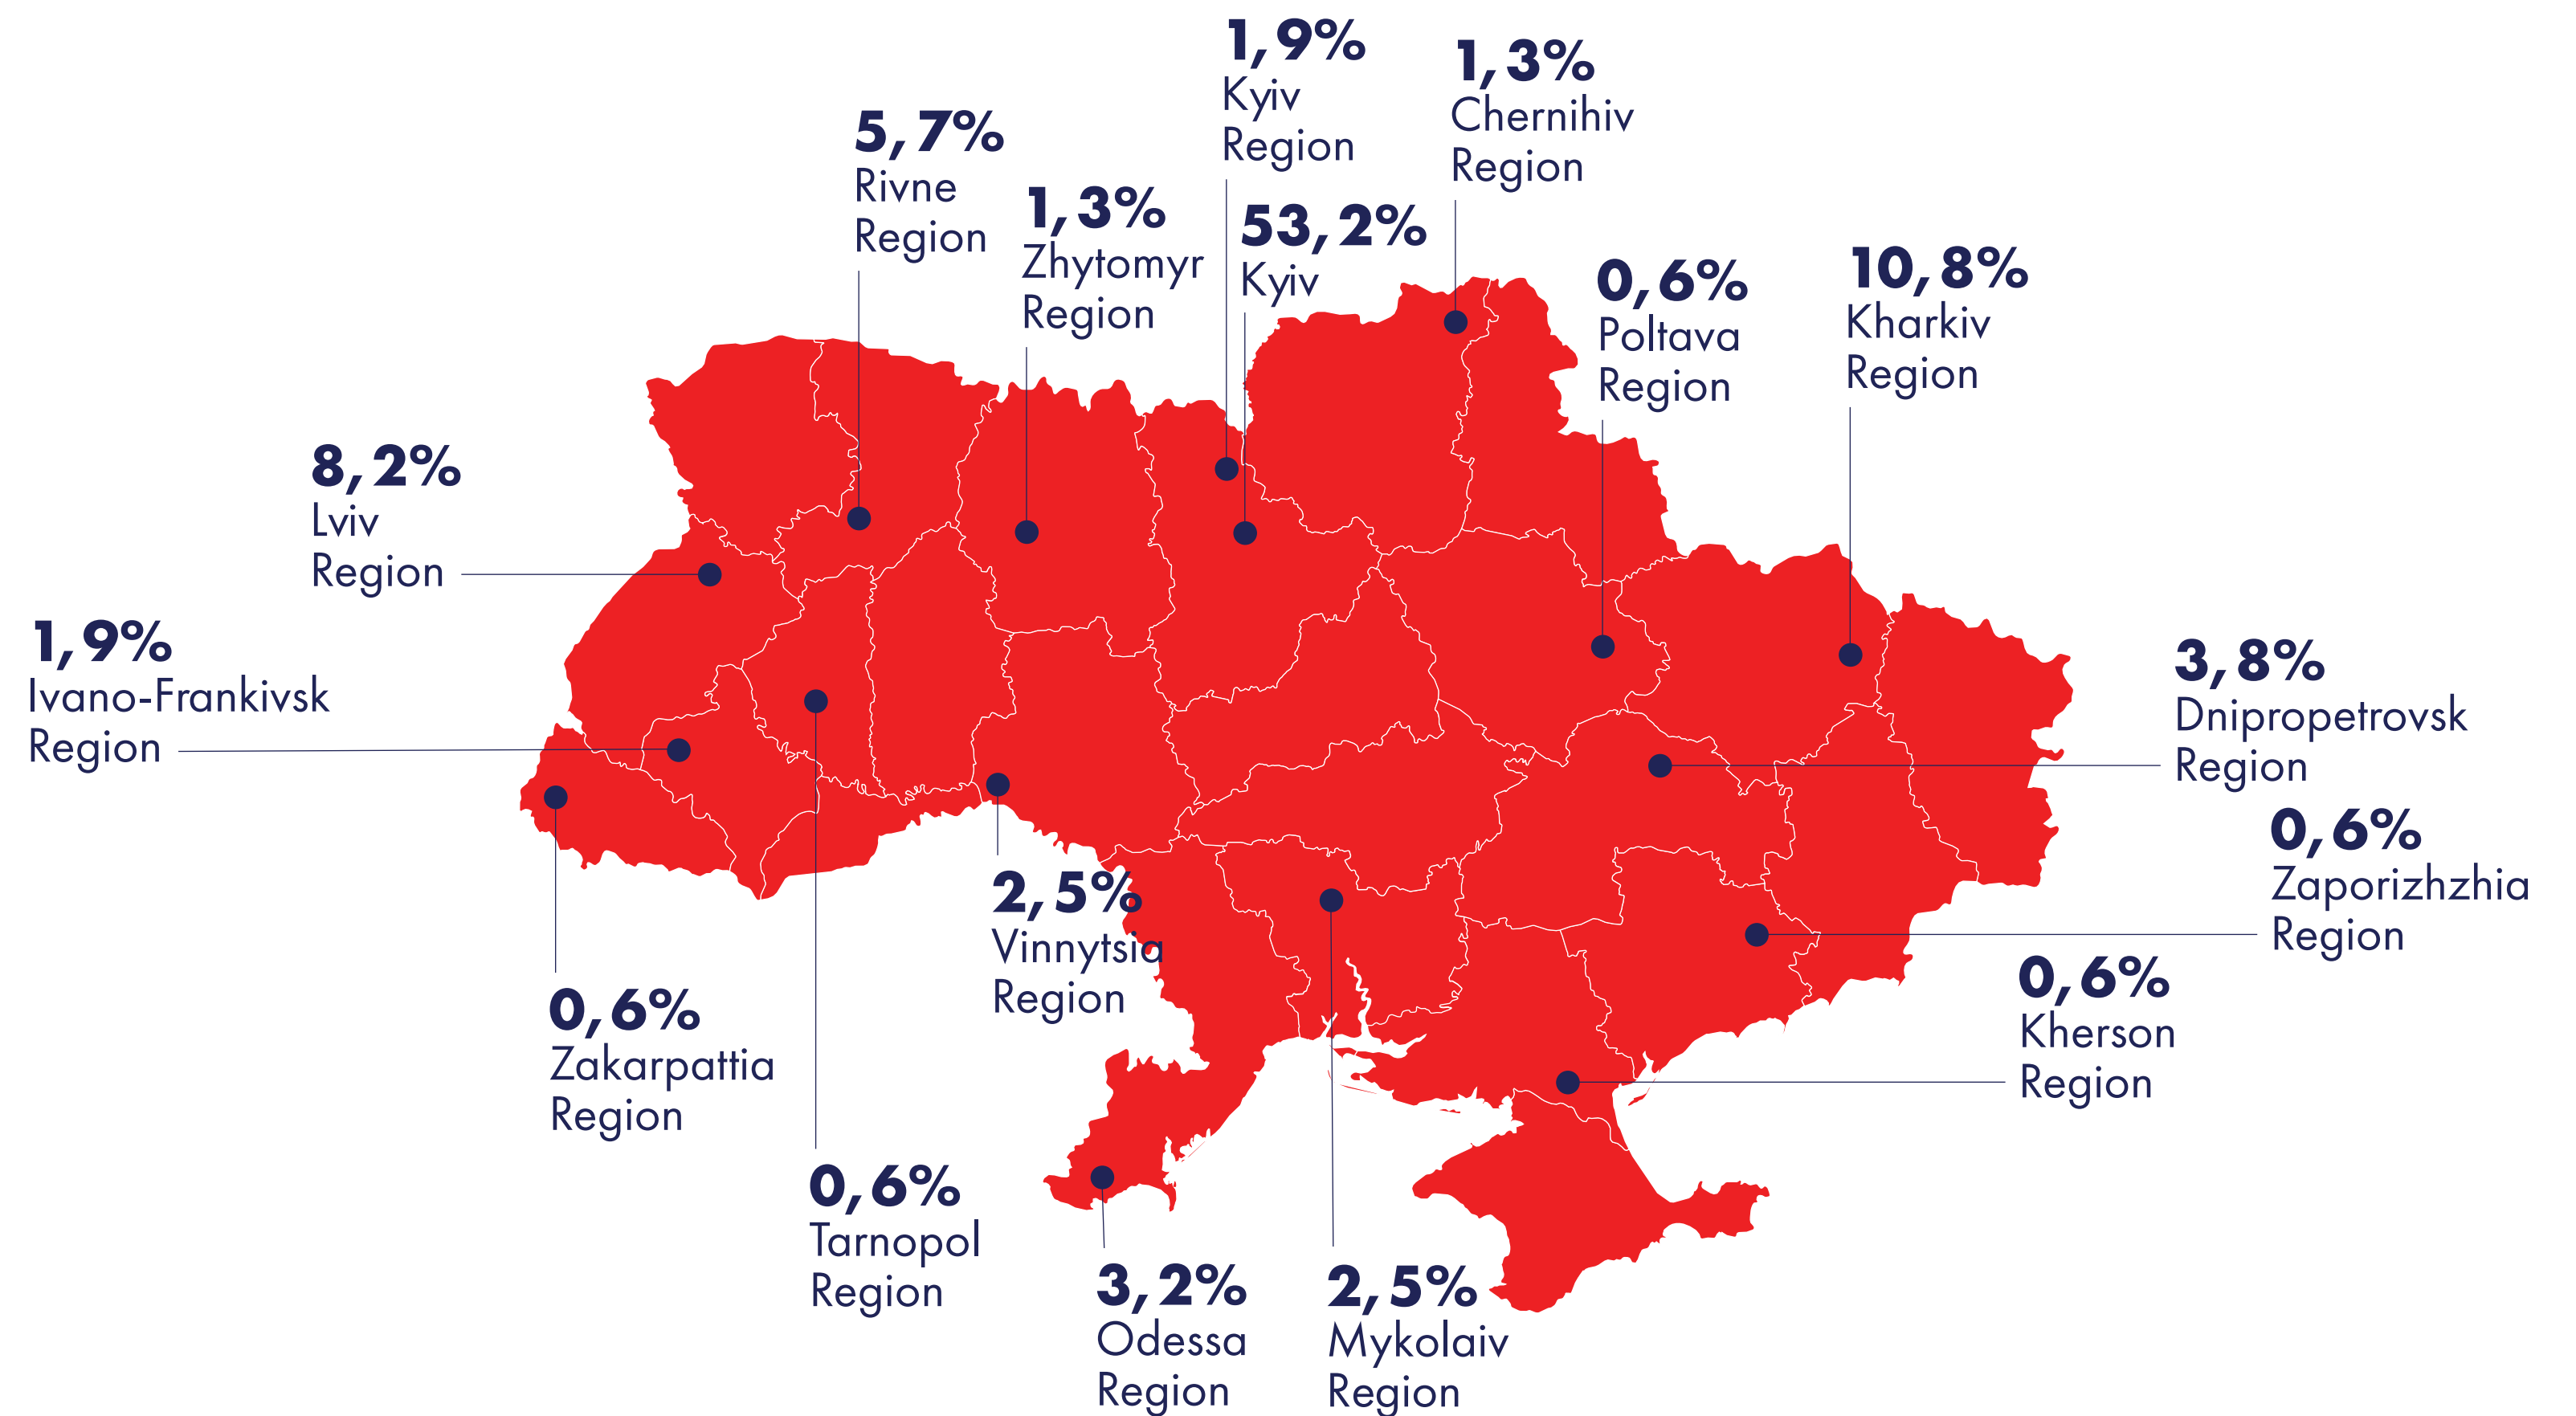 1,9%
Kyiv
Region
1,3%
Chernihiv
Region
5,7%
Rivne
Region
1,3%
Zhytomyr
Region
53,2%
Kyiv
0,6%
Poltava
Region
10,8%
Kharkiv
Region
8,2%
Lviv
Region
1,9%
Ivano-Frankivsk
Region
3,8%
Dnipropetrovsk
Region
0,6%
Zaporizhzhia
Region
2,5%
Vinnytsia
Region
0,6%
Kherson
Region
0,6%
Zakarpattia
Region
0,6%
Tarnopol
Region
3,2%
Odessa
Region
2,5%
Mykolaiv
Region